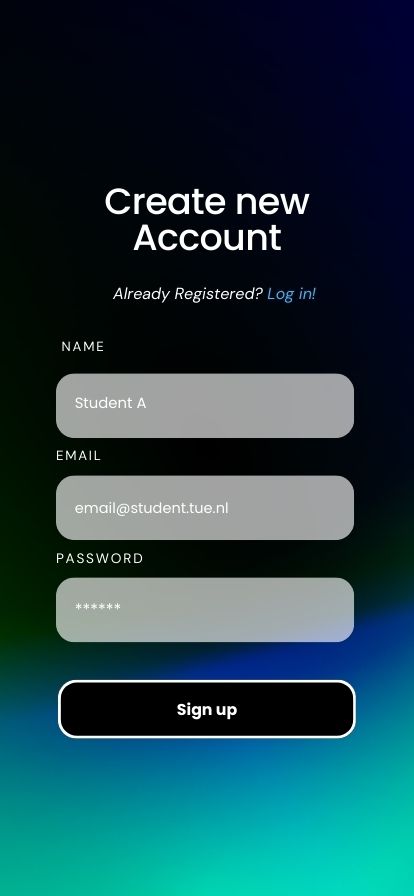 Create new
Account
Already Registered? Log in!
NAME
Student A
EMAIL
email@student.tue.nl
PASSWORD
******
Sign up